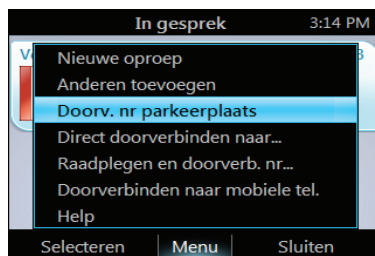 In gesprek 3:14 PM
Nieuwe oproep
Anderen toevoegen
Doorv. nr parkeerplaats
Direct doorverbinden naar...
Raadplegen en doorverb. nr...
Doorverbinden naar mobiele tel.
Help
Selecteren Menu Sluiten